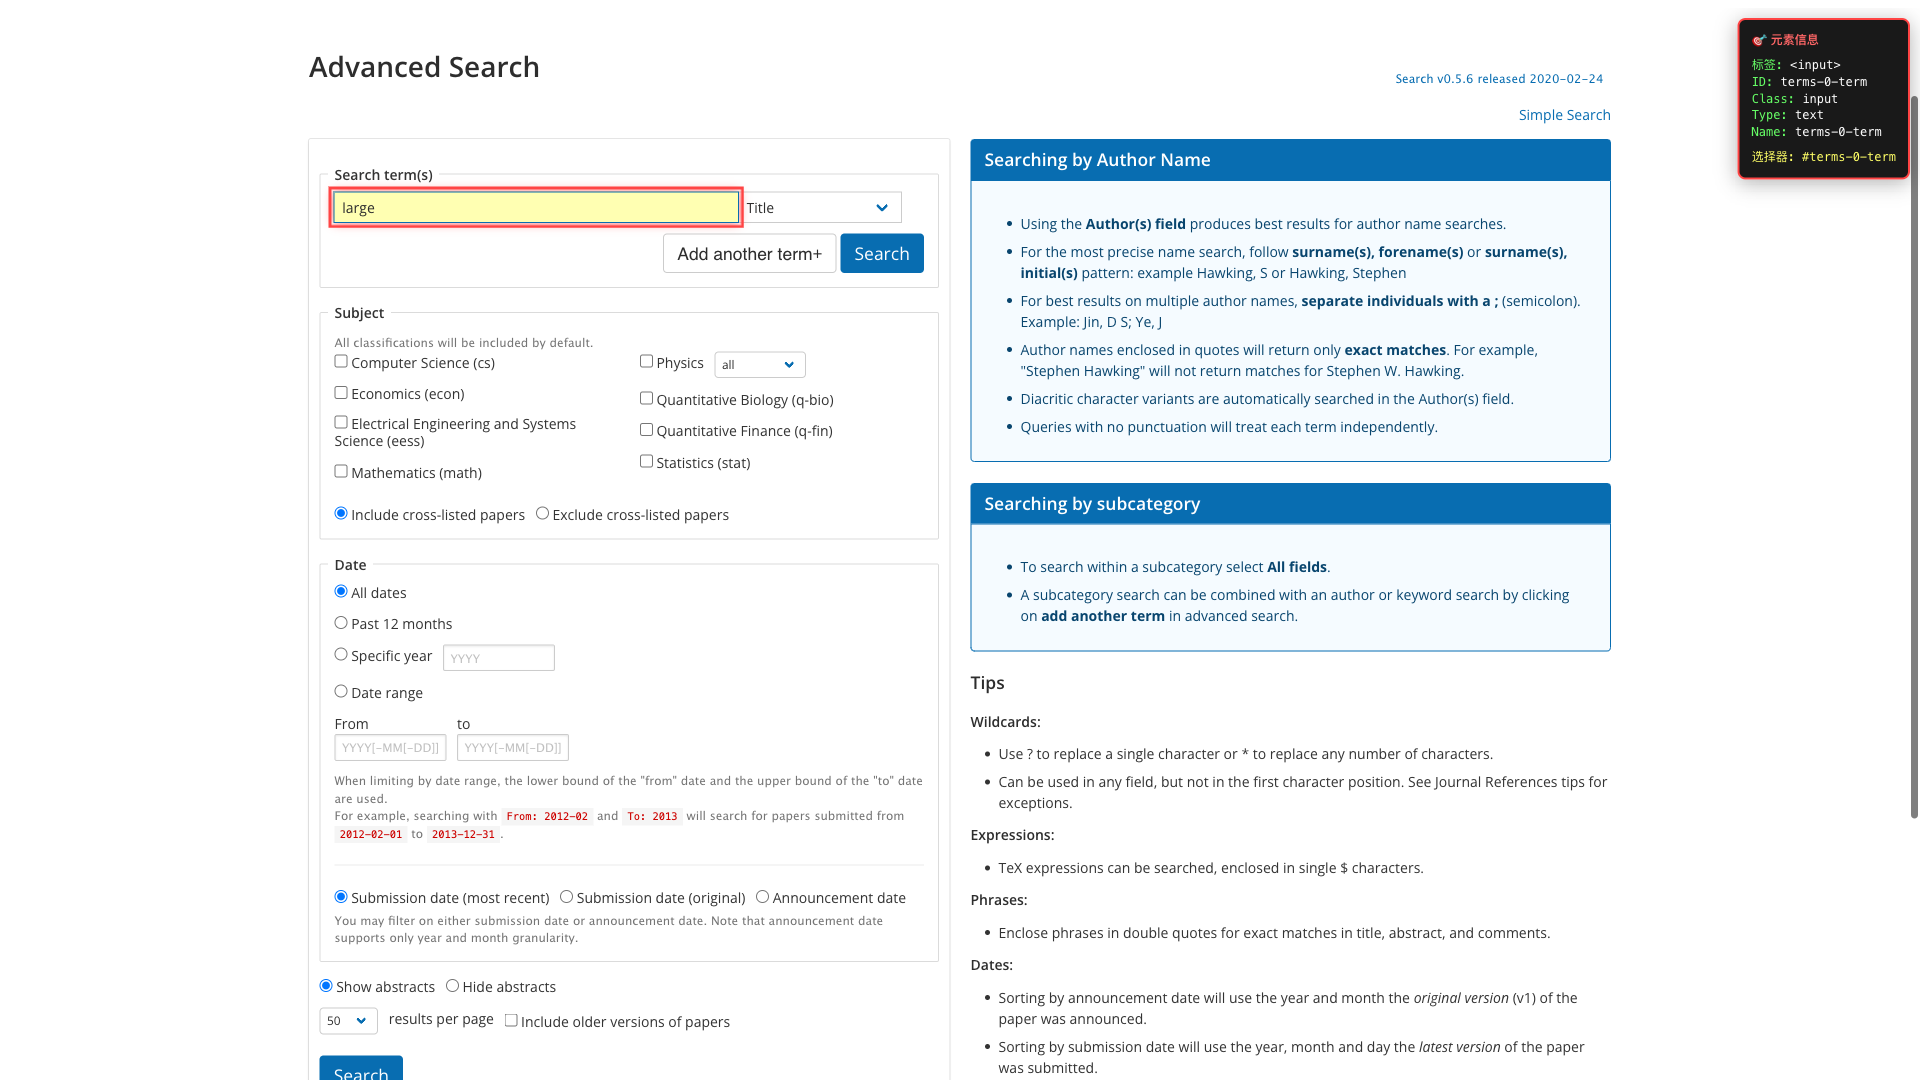 Advanced Search
Search v0.5.6 released 2020-02-24
Simple Search
Search term(s)
large
Title
Add another term+
Search
Subject
All classifications will be included by default.
Computer Science (cs)
Economics (econ)
Electrical Engineering and Systems
Science (eess)
Mathematics (math)
Physics
all
Quantitative Biology (q-bio)
Quantitative Finance (q-fin)
Statistics (stat)
Include cross-listed papers
Exclude cross-listed papers
Date
All dates
Past 12 months
Specific year
YYYY
Date range
From
to
YYYY[-MM[-DD]]
YYYY[-MM[-DD]]
When limiting by date range, the lower bound of the "from" date and the upper bound of the "to" date
are used.
For example, searching with From: 2012-02 and To: 2013 will search for papers submitted from
2012-02-01 to 2013-12-31 .
Submission date (most recent)
Submission date (original)
Announcement date
You may filter on either submission date or announcement date. Note that announcement date
supports only year and month granularity.
Show abstracts
Hide abstracts
50
results per page
Include older versions of papers
Search
Searching by Author Name
Using the Author(s) field produces best results for author name searches.
For the most precise name search, follow surname(s), forename(s) or surname(s),
initial(s) pattern: example Hawking, S or Hawking, Stephen
For best results on multiple author names, separate individuals with a ; (semicolon).
Example: Jin, D S; Ye, J
Author names enclosed in quotes will return only exact matches. For example,
"Stephen Hawking" will not return matches for Stephen W. Hawking.
Diacritic character variants are automatically searched in the Author(s) field.
Queries with no punctuation will treat each term independently.
Searching by subcategory
To search within a subcategory select All fields.
A subcategory search can be combined with an author or keyword search by clicking
on add another term in advanced search.
Tips
Wildcards:
Use ? to replace a single character or * to replace any number of characters.
Can be used in any field, but not in the first character position. See Journal References tips for
exceptions.
Expressions:
TeX expressions can be searched, enclosed in single $ characters.
Phrases:
Enclose phrases in double quotes for exact matches in title, abstract, and comments.
Dates:
Sorting by announcement date will use the year and month the original version (v1) of the
paper was announced.
Sorting by submission date will use the year, month and day the latest version of the paper
was submitted.
元素信息
标签: <input>
ID: terms-0-term
Class: input
Type: text
Name: terms-0-term
选择器: #terms-0-term